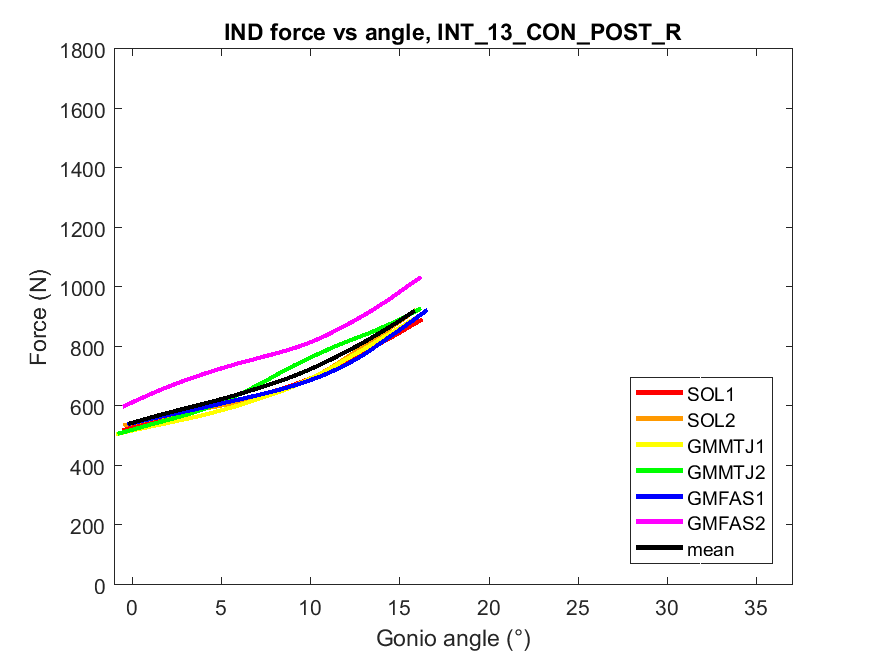 IND force vs angle, INT_13_CON_POST_R
1800
1600
1400
1200
1000
800
600
400
200
0
Force (N)
0 5 10 15 20 25 30 35
Gonio angle (°)
SOL1
SOL2
GMMTJ1
GMMTJ2
GMFAS1
GMFAS2
mean